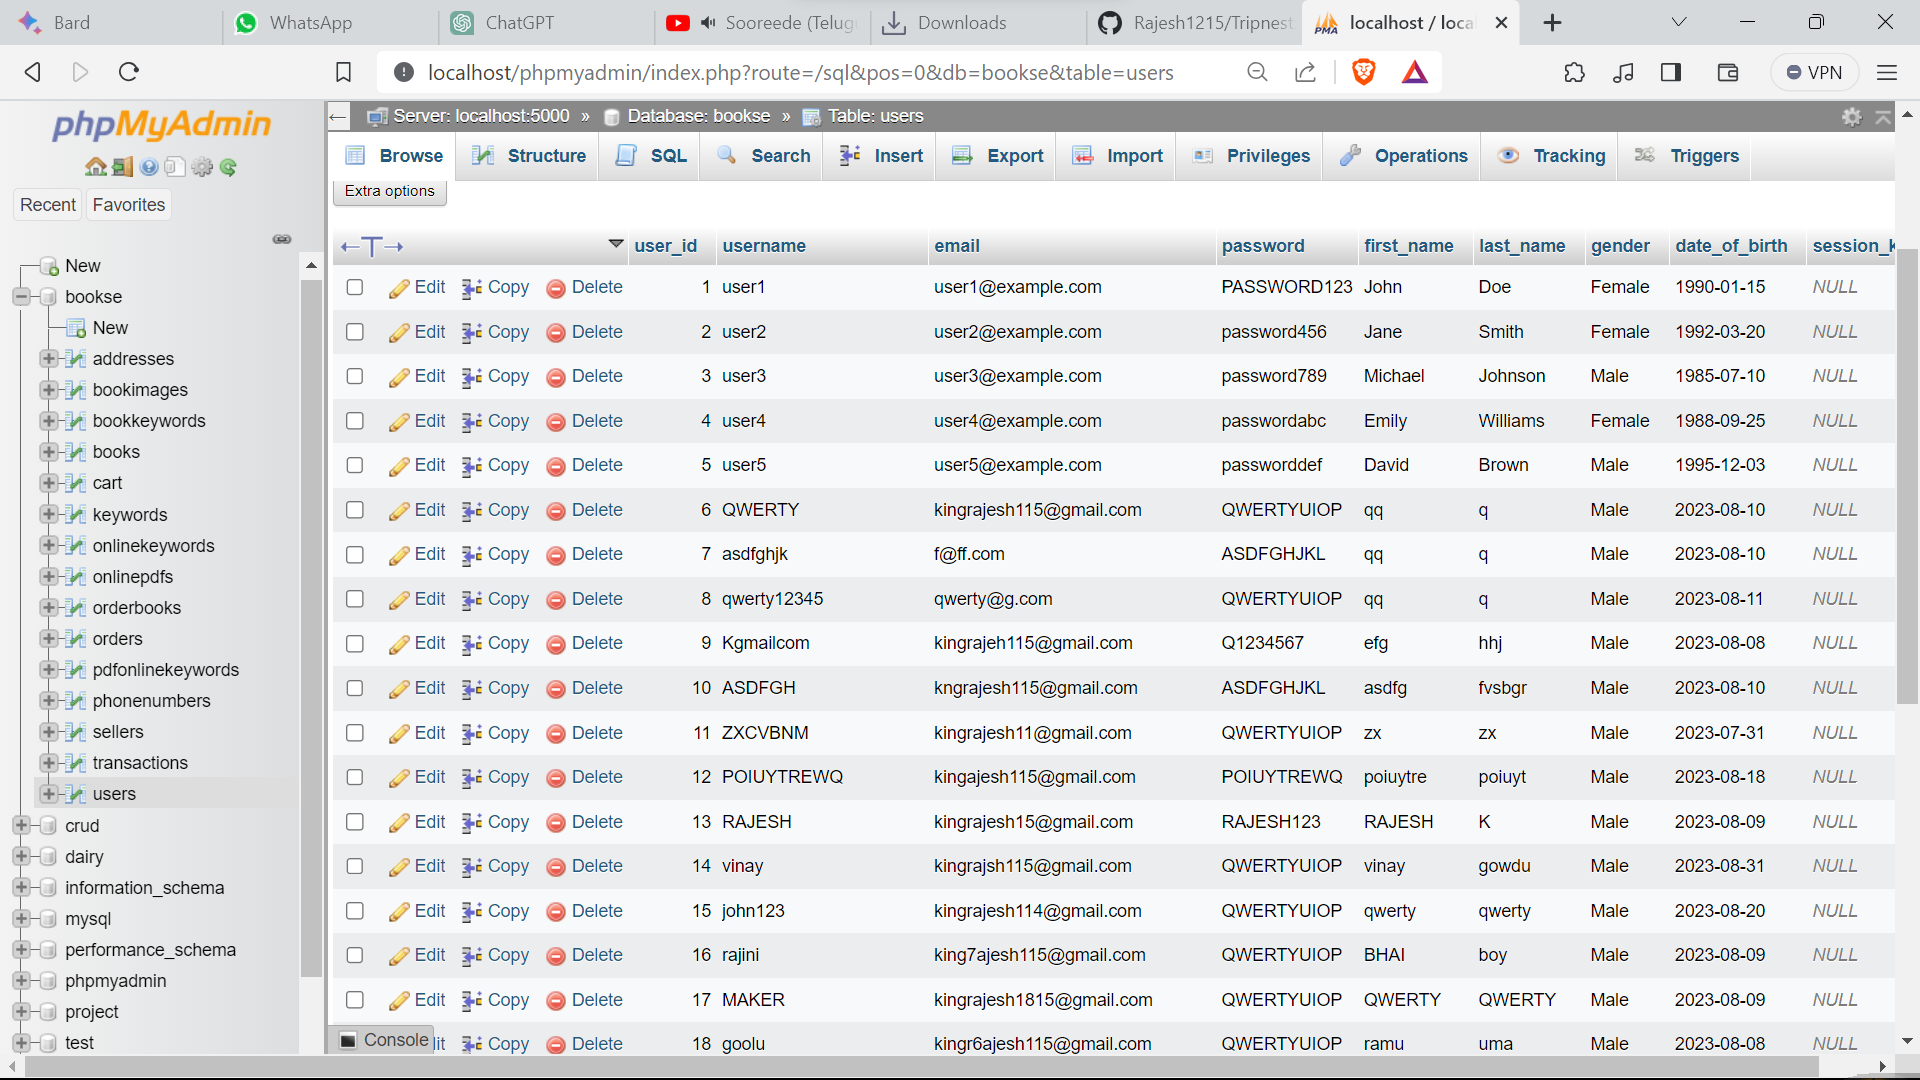 Bard
WhatsApp
ChatGPT
Sooreede (Telug
Downloads
Rajesh1215/Tripnest
localhost / loca
localhost/phpmyadmin/index.php?route=/sql&pos=0&db=bookse&table=users
VPN
phpMyAdmin
Recent Favorites
New
bookse
New
addresses
bookimages
bookkeywords
books
cart
keywords
onlinekeywords
onlinepdfs
orderbooks
orders
pdfonlinekeywords
phonenumbers
sellers
transactions
users
crud
dairy
information_schema
mysql
performance_schema
phpmyadmin
project
test
Server: localhost:5000 » Database: bookse » Table: users
Browse Structure SQL Search Insert Export Import Privileges Operations Tracking Triggers
Extra options
←T→ user_id username email password first_name last_name gender date_of_birth session_k
Edit Copy Delete 1 user1 user1@example.com PASSWORD123 John Doe Female 1990-01-15 NULL
Edit Copy Delete 2 user2 user2@example.com password456 Jane Smith Female 1992-03-20 NULL
Edit Copy Delete 3 user3 user3@example.com password789 Michael Johnson Male 1985-07-10 NULL
Edit Copy Delete 4 user4 user4@example.com passwordabc Emily Williams Female 1988-09-25 NULL
Edit Copy Delete 5 user5 user5@example.com passworddef David Brown Male 1995-12-03 NULL
Edit Copy Delete 6 QWERTY kingrajesh115@gmail.com QWERTYUIOP qq q Male 2023-08-10 NULL
Edit Copy Delete 7 asdfghjk f@ff.com ASDFGHJKL qq q Male 2023-08-10 NULL
Edit Copy Delete 8 qwerty12345 qwerty@g.com QWERTYUIOP qq q Male 2023-08-11 NULL
Edit Copy Delete 9 Kgmailcom kingrajeh115@gmail.com Q1234567 efg hhj Male 2023-08-08 NULL
Edit Copy Delete 10 ASDFGH kngrajesh115@gmail.com ASDFGHJKL asdfg fvsbgr Male 2023-08-10 NULL
Edit Copy Delete 11 ZXCVBNM kingrajesh11@gmail.com QWERTYUIOP zx zx Male 2023-07-31 NULL
Edit Copy Delete 12 POIUYTREWQ kingajesh115@gmail.com POIUYTREWQ poiuytre poiuyt Male 2023-08-18 NULL
Edit Copy Delete 13 RAJESH kingrajesh15@gmail.com RAJESH123 RAJESH K Male 2023-08-09 NULL
Edit Copy Delete 14 vinay kingrajsh115@gmail.com QWERTYUIOP vinay gowdu Male 2023-08-31 NULL
Edit Copy Delete 15 john123 kingrajesh114@gmail.com QWERTYUIOP qwerty qwerty Male 2023-08-20 NULL
Edit Copy Delete 16 rajini king7ajesh115@gmail.com QWERTYUIOP BHAI boy Male 2023-08-09 NULL
Edit Copy Delete 17 MAKER kingrajesh1815@gmail.com QWERTYUIOP QWERTY QWERTY Male 2023-08-09 NULL
Console it Copy Delete 18 goolu kingr6ajesh115@gmail.com QWERTYUIOP ramu uma Male 2023-08-08 NULL